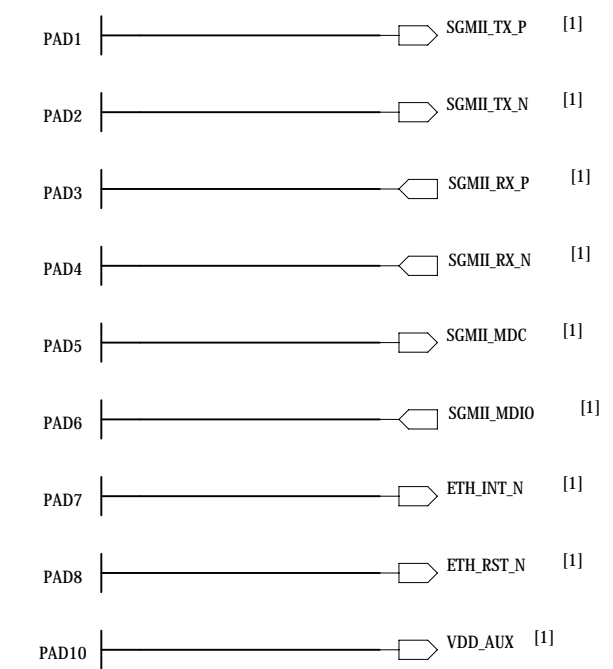 PAD1 SGMII_TX_P [1]
PAD2 SGMII_TX_N [1]
PAD3 SGMII_RX_P [1]
PAD4 SGMII_RX_N [1]
PAD5 SGMII_MDC [1]
PAD6 SGMII_MDIO [1]
PAD7 ETH_INT_N [1]
PAD8 ETH_RST_N [1]
PAD10 VDD_AUX [1]